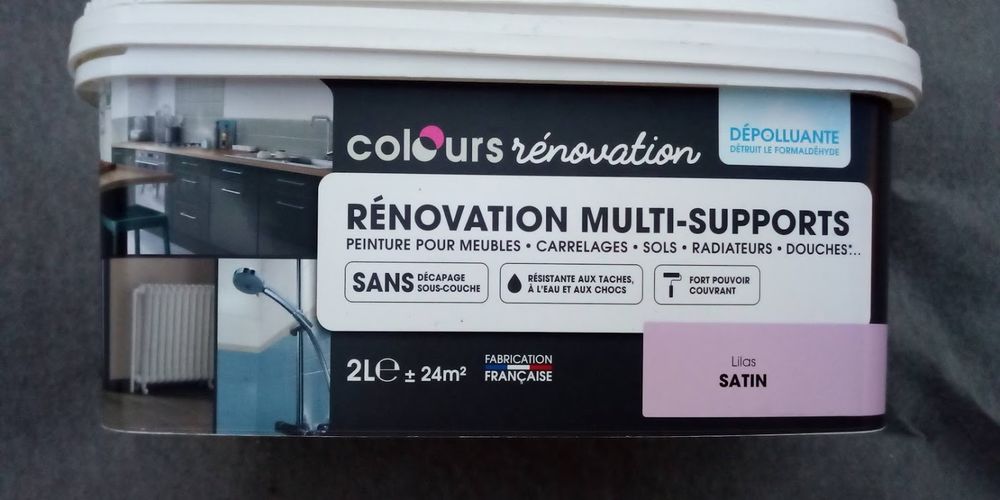 colours rénovation
DÉPOLLUANTE
DÉTRUIT LE FORMALDÉHYDE
RÉNOVATION MULTI-SUPPORTS
PEINTURE POUR MEUBLES • CARRELAGES • SOLS • RADIATEURS • DOUCHES*...
SANS DÉCAPAGE
SOUS-COUCHE
RÉSISTANTE AUX TACHES,
À L'EAU ET AUX CHOCS
FORT POUVOIR
COUVRANT
2L℮ ± 24m²
FABRICATION
FRANÇAISE
Lilas
SATIN